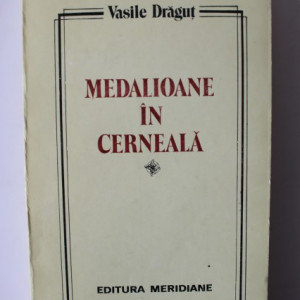 Vasile Drăguț
MEDALIOANE
ÎN
CERNEALĂ
EDITURA MERIDIANE